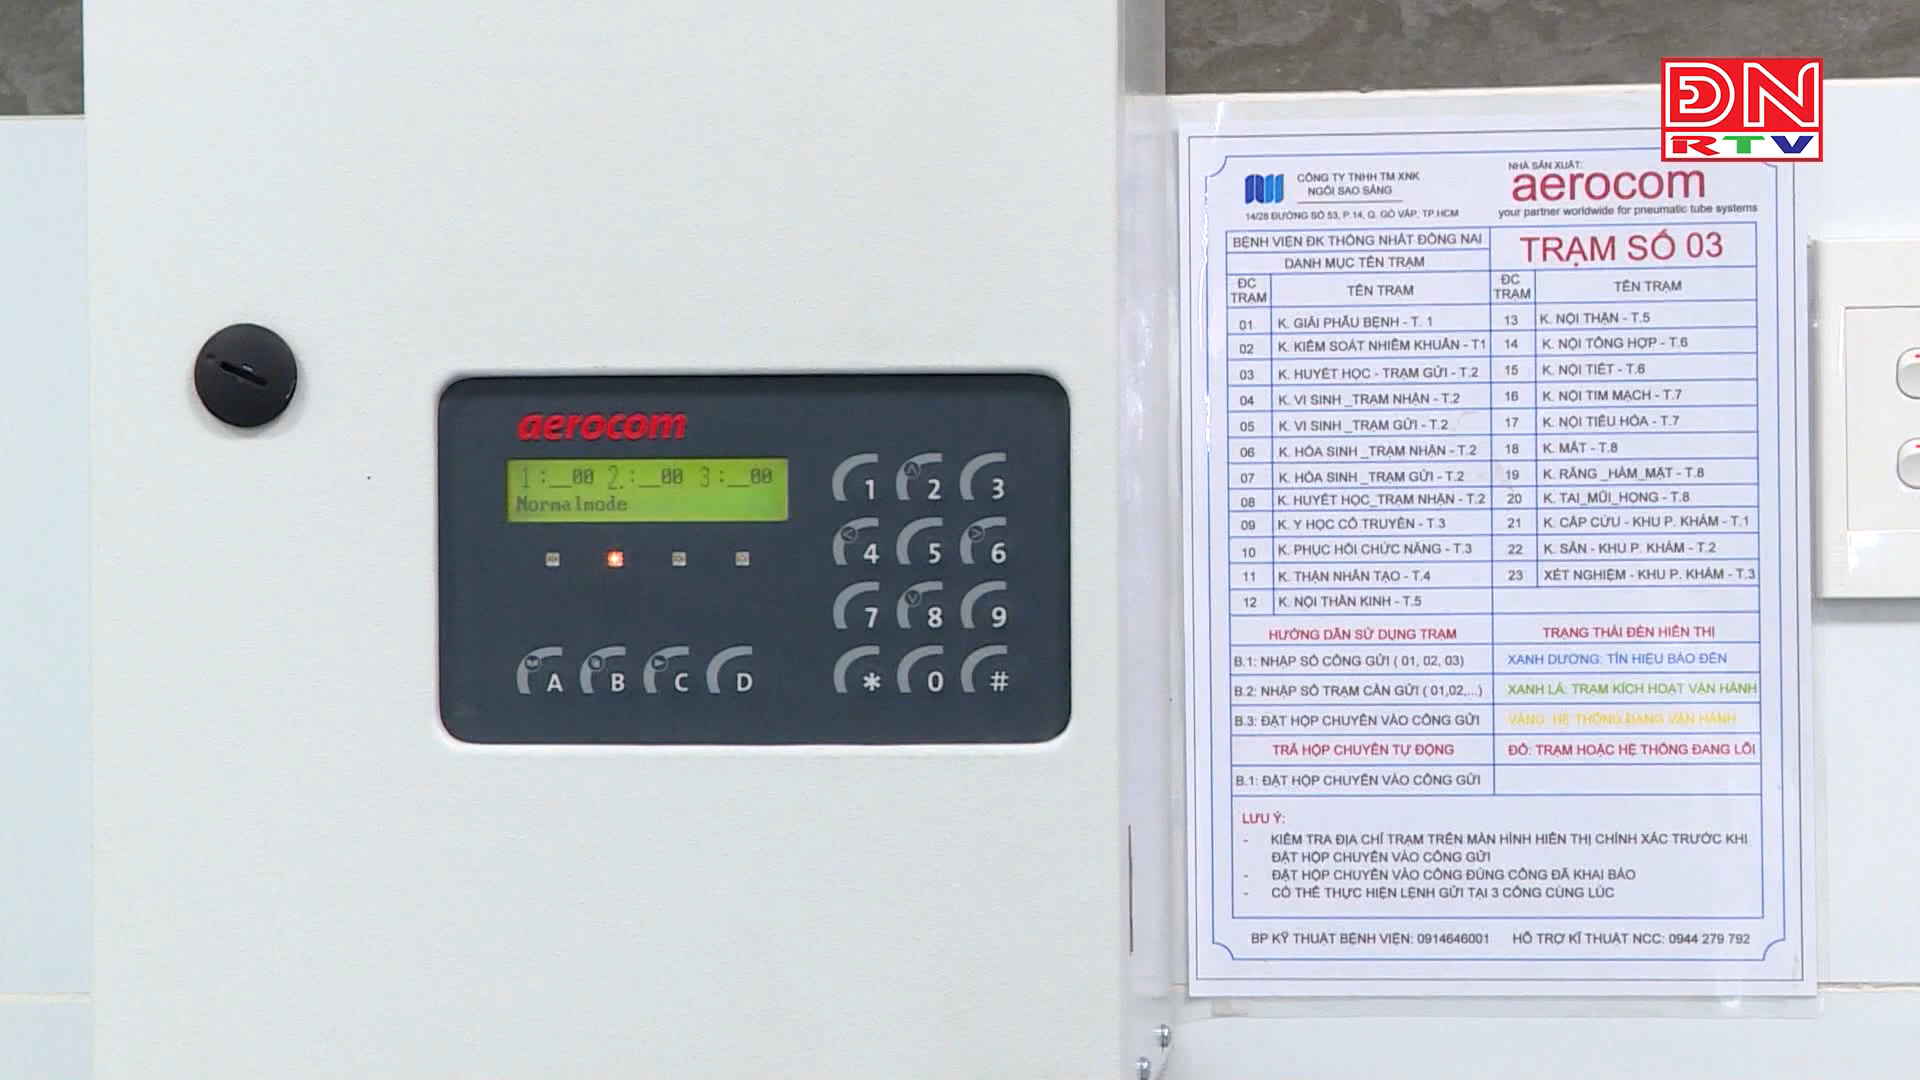 ĐN
RTV
aerocom
1:__00 2.:__00 3:__00
Normalmode
1 2 3
4 5 6
7 8 9
A B C D * 0 #
CÔNG TY TNHH TM XNK
NGÔI SAO SÁNG
14/28 ĐƯỜNG SỐ 53, P.14, Q. GÒ VẤP, TP.HCM
NHÀ SẢN XUẤT:
aerocom
your partner worldwide for pneumatic tube systems
BỆNH VIỆN ĐK THỐNG NHẤT ĐỒNG NAI
DANH MỤC TÊN TRẠM
TRẠM SỐ 03
ĐC TRẠM TÊN TRẠM ĐC TRẠM TÊN TRẠM
01 K. GIẢI PHẪU BỆNH - T. 1 13 K. NỘI THẬN - T.5
02 K. KIỂM SOÁT NHIỄM KHUẨN - T1 14 K. NỘI TỔNG HỢP - T.6
03 K. HUYẾT HỌC - TRẠM GỬI - T.2 15 K. NỘI TIẾT - T.6
04 K. VI SINH _TRẠM NHẬN - T.2 16 K. NỘI TIM MẠCH - T.7
05 K. VI SINH _TRẠM GỬI - T.2 17 K. NỘI TIÊU HÓA - T.7
06 K. HÓA SINH _TRẠM NHẬN - T.2 18 K. MẮT - T.8
07 K. HÓA SINH _TRẠM GỬI - T.2 19 K. RĂNG _HÀM_MẶT - T.8
08 K. HUYẾT HỌC_TRẠM NHẬN - T.2 20 K. TAI_MŨI_HỌNG - T.8
09 K. Y HỌC CỔ TRUYỀN - T.3 21 K. CẤP CỨU - KHU P. KHÁM - T.1
10 K. PHỤC HỒI CHỨC NĂNG - T.3 22 K. SẢN - KHU P. KHÁM - T.2
11 K. THẬN NHÂN TẠO - T.4 23 XÉT NGHIỆM - KHU P. KHÁM - T.3
12 K. NỘI THẦN KINH - T.5
HƯỚNG DẪN SỬ DỤNG TRẠM TRẠNG THÁI ĐÈN HIỂN THỊ
B.1: NHẬP SỐ CỔNG GỬI ( 01, 02, 03) XANH DƯƠNG: TÍN HIỆU BÁO ĐẾN
B.2: NHẬP SỐ TRẠM CẦN GỬI ( 01,02,...) XANH LÁ: TRẠM KÍCH HOẠT VẬN HÀNH
B.3: ĐẶT HỘP CHUYỂN VÀO CỔNG GỬI VÀNG: HỆ THỐNG ĐANG VẬN HÀNH
TRẢ HỘP CHUYỂN TỰ ĐỘNG ĐỎ: TRẠM HOẶC HỆ THỐNG ĐANG LỖI
B.1: ĐẶT HỘP CHUYỂN VÀO CỔNG GỬI
LƯU Ý:
- KIỂM TRA ĐỊA CHỈ TRẠM TRÊN MÀN HÌNH HIỂN THỊ CHÍNH XÁC TRƯỚC KHI
ĐẶT HỘP CHUYỂN VÀO CỔNG GỬI
- ĐẶT HỘP CHUYỂN VÀO CỔNG ĐÚNG CỔNG ĐÃ KHAI BÁO
- CÓ THỂ THỰC HIỆN LỆNH GỬI TẠI 3 CỔNG CÙNG LÚC
BP KỸ THUẬT BỆNH VIỆN: 0914646001 HỖ TRỢ KĨ THUẬT NCC: 0944 279 792